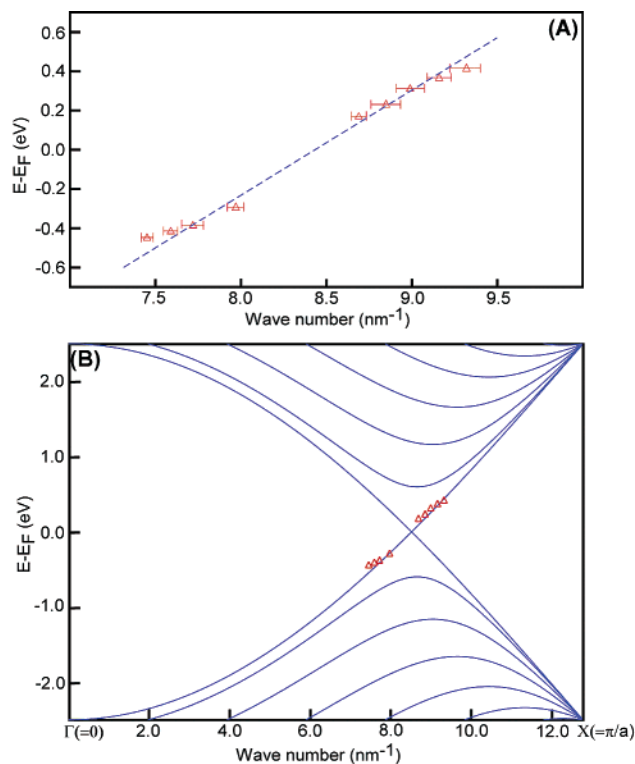 (A)
0.6
0.4
0.2
0.0
-0.2
-0.4
-0.6
E-EF (eV)
7.5 8.0 8.5 9.0 9.5
Wave number (nm-1)
(B)
2.0
1.0
0.0
-1.0
-2.0
E-EF (eV)
Γ(=0) 2.0 4.0 6.0 8.0 10.0 12.0 X(=π/a)
Wave number (nm-1)